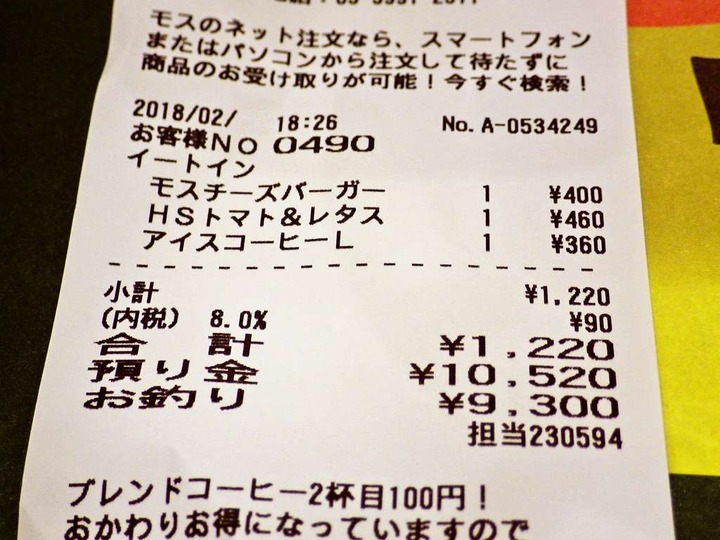 モスのネット注文なら、スマートフォン
またはパソコンから注文して待たずに
商品のお受け取りが可能！今すぐ検索！
2018/02/ 18:26 No. A-0534249
お客様NO 0490
イートイン
モスチーズバーガー 1 ¥400
HSトマト＆レタス 1 ¥460
アイスコーヒーL 1 ¥360
小計 ¥1,220
(内税) 8.0% ¥90
合計 ¥1,220
預り金 ¥10,520
お釣り ¥9,300
担当230594
ブレンドコーヒー2杯目100円！
おかわりお得になっていますので